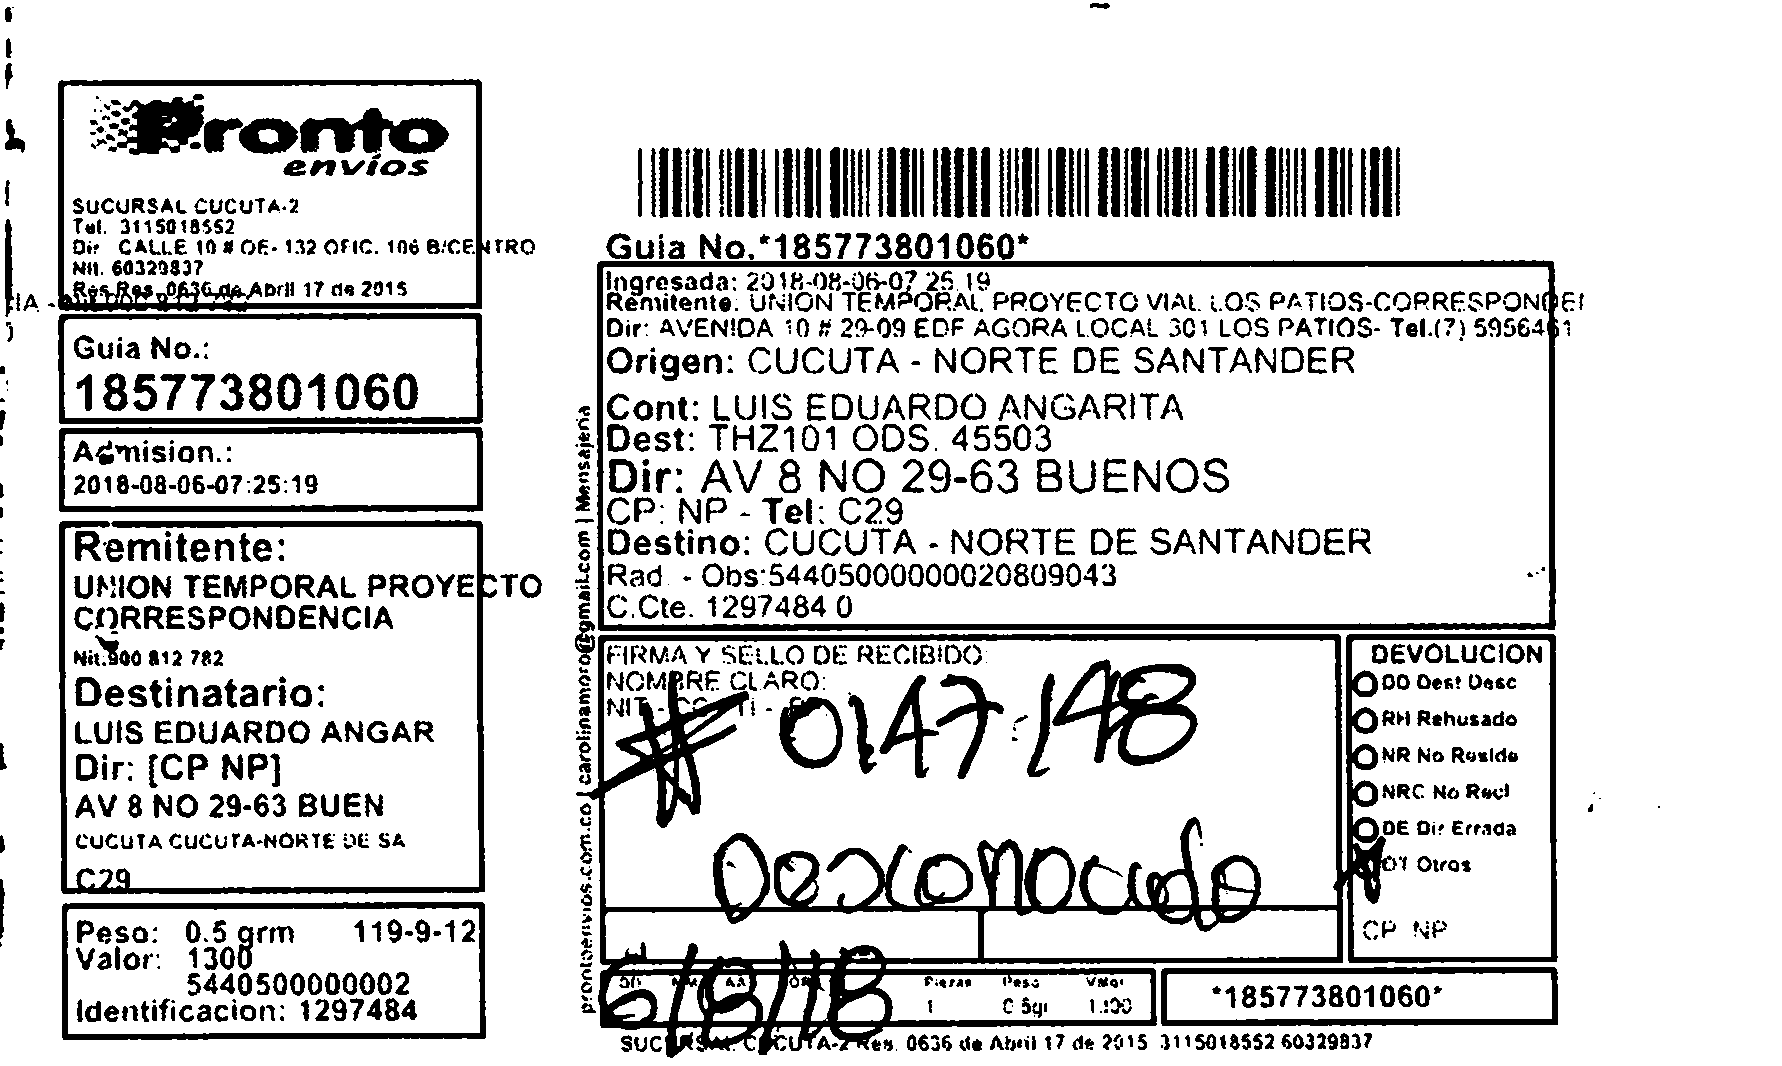 Pronto
envíos
SUCURSAL CUCUTA-2
Tel. 3115018552
Dir CALLE 10 # OE- 132 OFIC. 106 B/CENTRO
Nit. 60329837
Res Res. 0636 de Abril 17 de 2015
Guia No.:
185773801060
Admision.:
2018-08-06-07:25:19
Remitente:
UNION TEMPORAL PROYECTO
CORRESPONDENCIA
Nit.900 812 782
Destinatario:
LUIS EDUARDO ANGAR
Dir: [CP NP]
AV 8 NO 29-63 BUEN
CUCUTA CUCUTA-NORTE DE SA
C29
Peso: 0.5 grm 119-9-12
Valor: 1300
5440500000002
Identificacion: 1297484
prontoenvios.com.co | carolinamoro@gmail.com | Mensajeria
Guia No.*185773801060*
Ingresada: 2018-08-06-07 25 19
Remitente: UNION TEMPORAL PROYECTO VIAL LOS PATIOS-CORRESPONDEI
Dir: AVENIDA 10 # 29-09 EDF AGORA LOCAL 301 LOS PATIOS- Tel.(7) 5956461
Origen: CUCUTA - NORTE DE SANTANDER
Cont: LUIS EDUARDO ANGARITA
Dest: THZ101 ODS. 45503
Dir: AV 8 NO 29-63 BUENOS
CP: NP - Tel: C29
Destino: CUCUTA - NORTE DE SANTANDER
Rad - Obs:54405000000020809043
C.Cte. 1297484 0
FIRMA Y SELLO DE RECIBIDO:
NOMBRE CLARO:
# 0147148
Desconocido
DEVOLUCION
DD Dest Desc
RH Rehusado
NR No Reside
NRC No Recl
DE Dir Errada
OT Otros
CP NP
6/8/18
Piezas Peso Valor
1 0.5gr 1.300
*185773801060*
SUCURSAL CUCUTA-2 Res. 0636 de Abril 17 de 2015 3115018552 60329837